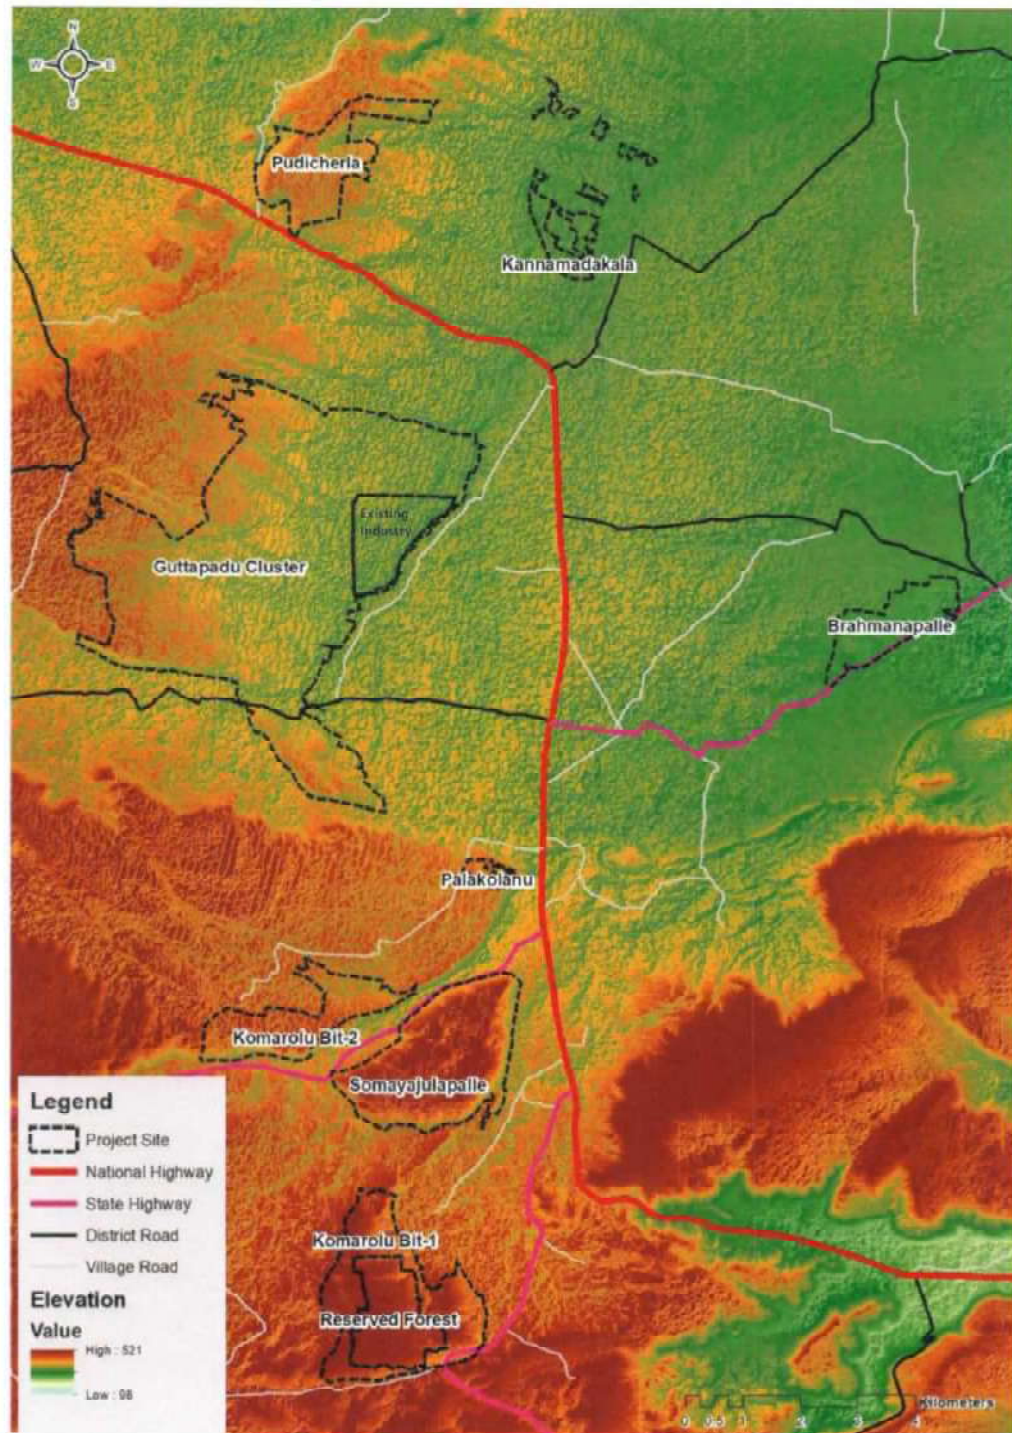 N
W E
S
Pudicherla
Kannamadakala
Existing
Industry
Guttapadu Cluster
Brahmanapalle
Palakolanu
Komarolu Bit-2
Somayajulapalle
Legend
Project Site
National Highway
State Highway
District Road
Village Road
Elevation
Value
High : 521
Low : 98
Komarolu Bit-1
Reserved Forest
Kilometers
0 0.5 1 2 3 4